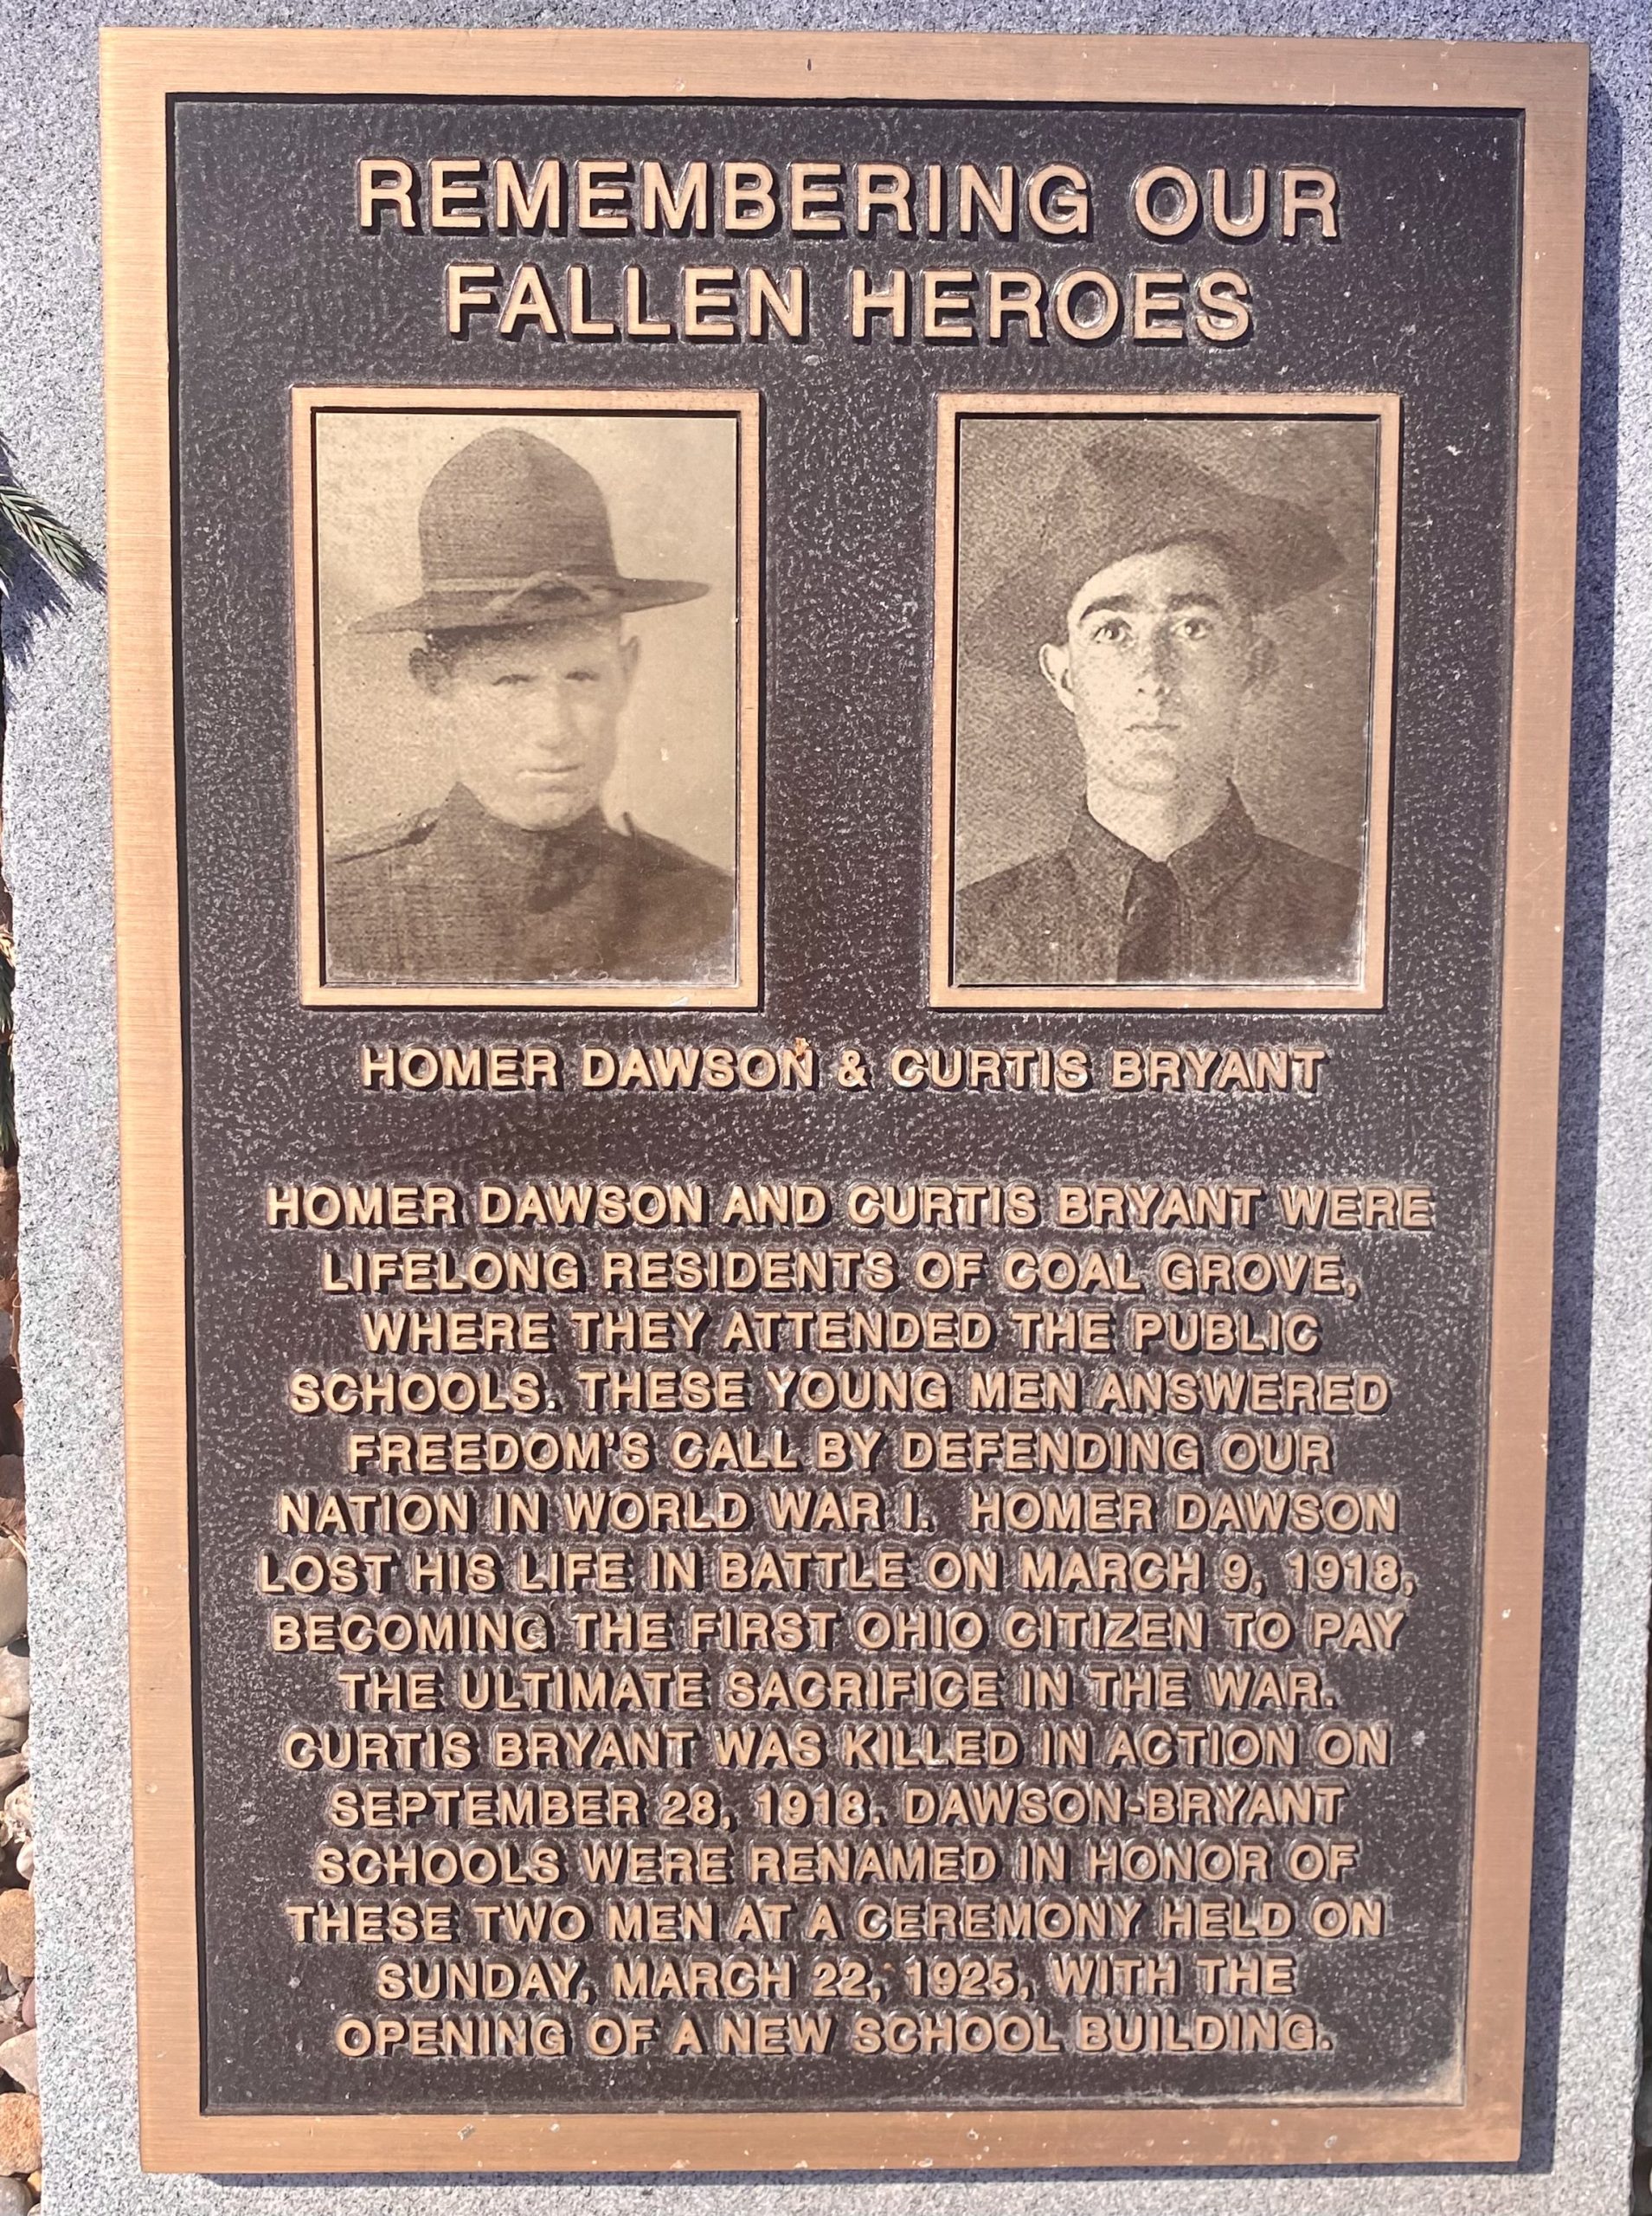 REMEMBERING OUR
FALLEN HEROES
HOMER DAWSON & CURTIS BRYANT
HOMER DAWSON AND CURTIS BRYANT WERE
LIFELONG RESIDENTS OF COAL GROVE,
WHERE THEY ATTENDED THE PUBLIC
SCHOOLS. THESE YOUNG MEN ANSWERED
FREEDOM'S CALL BY DEFENDING OUR
NATION IN WORLD WAR I. HOMER DAWSON
LOST HIS LIFE IN BATTLE ON MARCH 9, 1918,
BECOMING THE FIRST OHIO CITIZEN TO PAY
THE ULTIMATE SACRIFICE IN THE WAR.
CURTIS BRYANT WAS KILLED IN ACTION ON
SEPTEMBER 28, 1918. DAWSON-BRYANT
SCHOOLS WERE RENAMED IN HONOR OF
THESE TWO MEN AT A CEREMONY HELD ON
SUNDAY, MARCH 22, 1925, WITH THE
OPENING OF A NEW SCHOOL BUILDING.